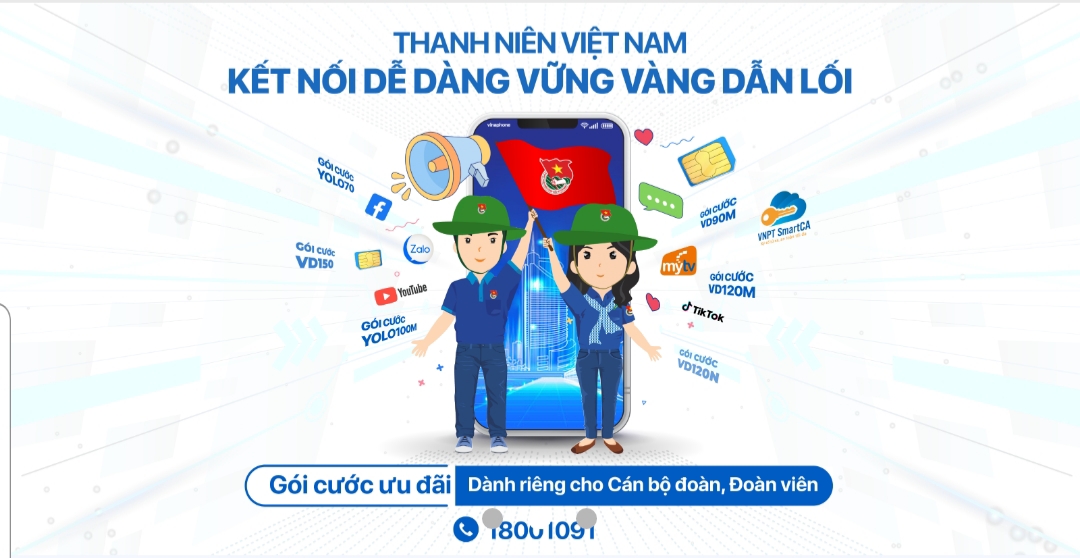 THANH NIÊN VIỆT NAM
KẾT NỐI DỄ DÀNG VỮNG VÀNG DẪN LỐI
vinaphone
GÓI CƯỚC
YOLO70
GÓI CƯỚC
VD90M
VNPT SmartCA
Zalo
GÓI CƯỚC
VD150
mytv
GÓI CƯỚC
VD120M
YouTube
TikTok
GÓI CƯỚC
YOLO100M
GÓI CƯỚC
VD120N
Gói cước ưu đãi
Dành riêng cho Cán bộ đoàn, Đoàn viên
18001091